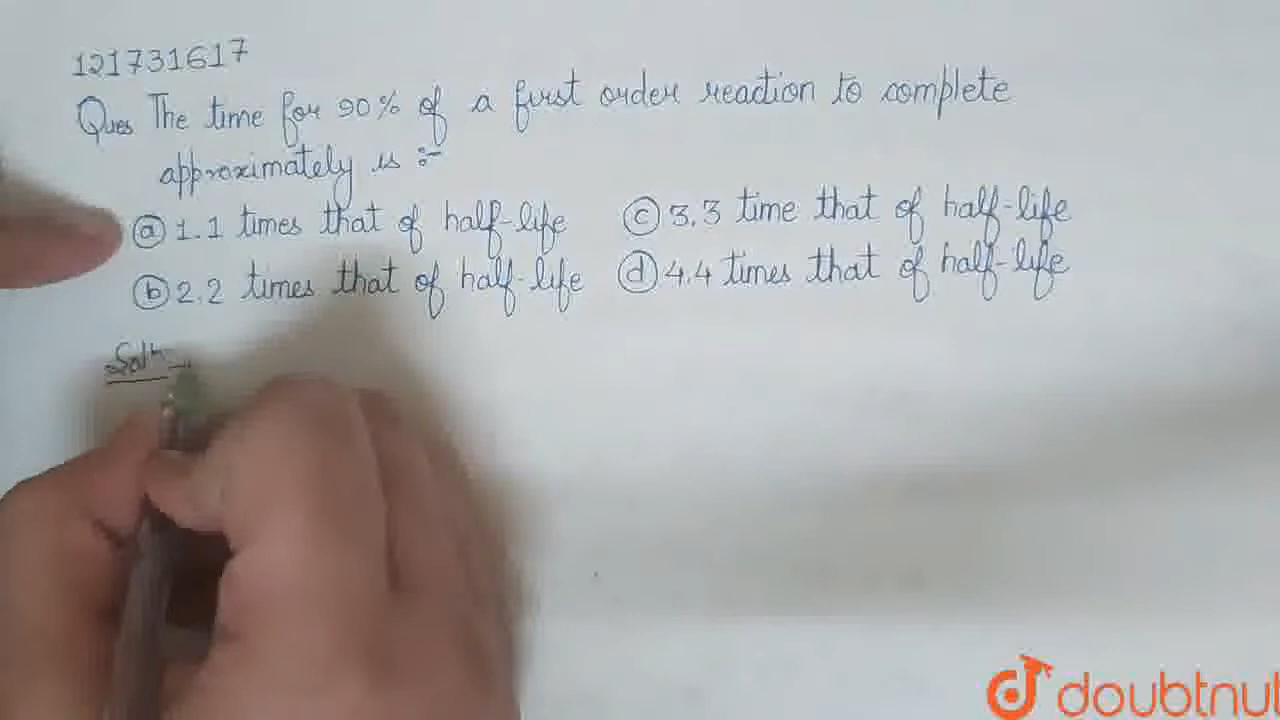 121731617
Ques The time for 90% of a first order reaction to complete
approximately is :-
(a) 1.1 times that of half-life (c) 3.3 time that of half-life
(b) 2.2 times that of half-life (d) 4.4 times that of half-life
Soln
doubtnut